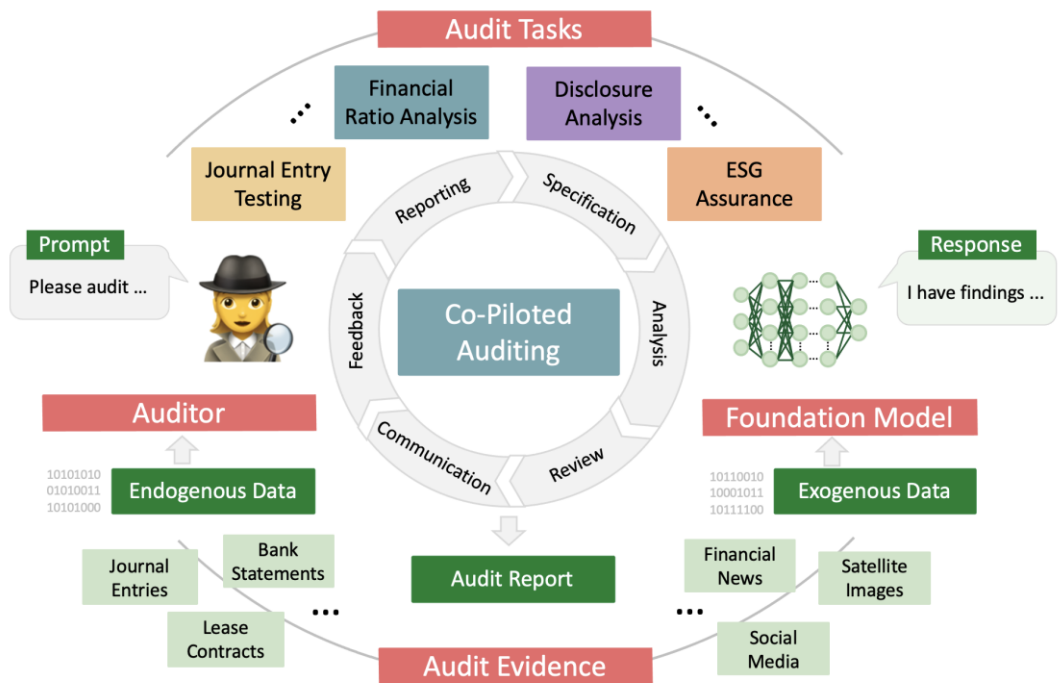 Audit Tasks
Financial
Ratio Analysis
Disclosure
Analysis
...
...
Journal Entry
Testing
ESG
Assurance
Reporting
Specification
Analysis
Review
Communication
Feedback
Co-Piloted
Auditing
Prompt
Please audit ...
Response
I have findings ...
...
...
...
Auditor
Foundation Model
10101010
01010011
10101000
Endogenous Data
10110010
10001011
10111100
Exogenous Data
Journal
Entries
Bank
Statements
Lease
Contracts
...
Audit Report
Financial
News
Satellite
Images
...
Social
Media
Audit Evidence